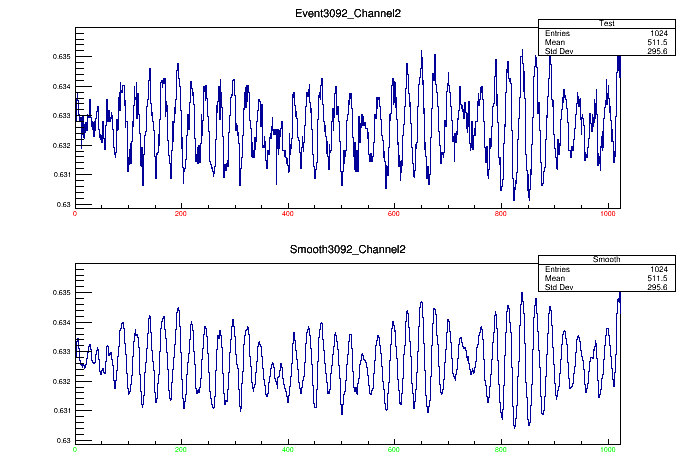 Event3092_Channel2
Test
Entries 1024
Mean 511.5
Std Dev 295.6
0.635
0.634
0.633
0.632
0.631
0.63
0 200 400 600 800 1000
Smooth3092_Channel2
Smooth
Entries 1024
Mean 511.5
Std Dev 295.6
0.635
0.634
0.633
0.632
0.631
0.63
0 200 400 600 800 1000